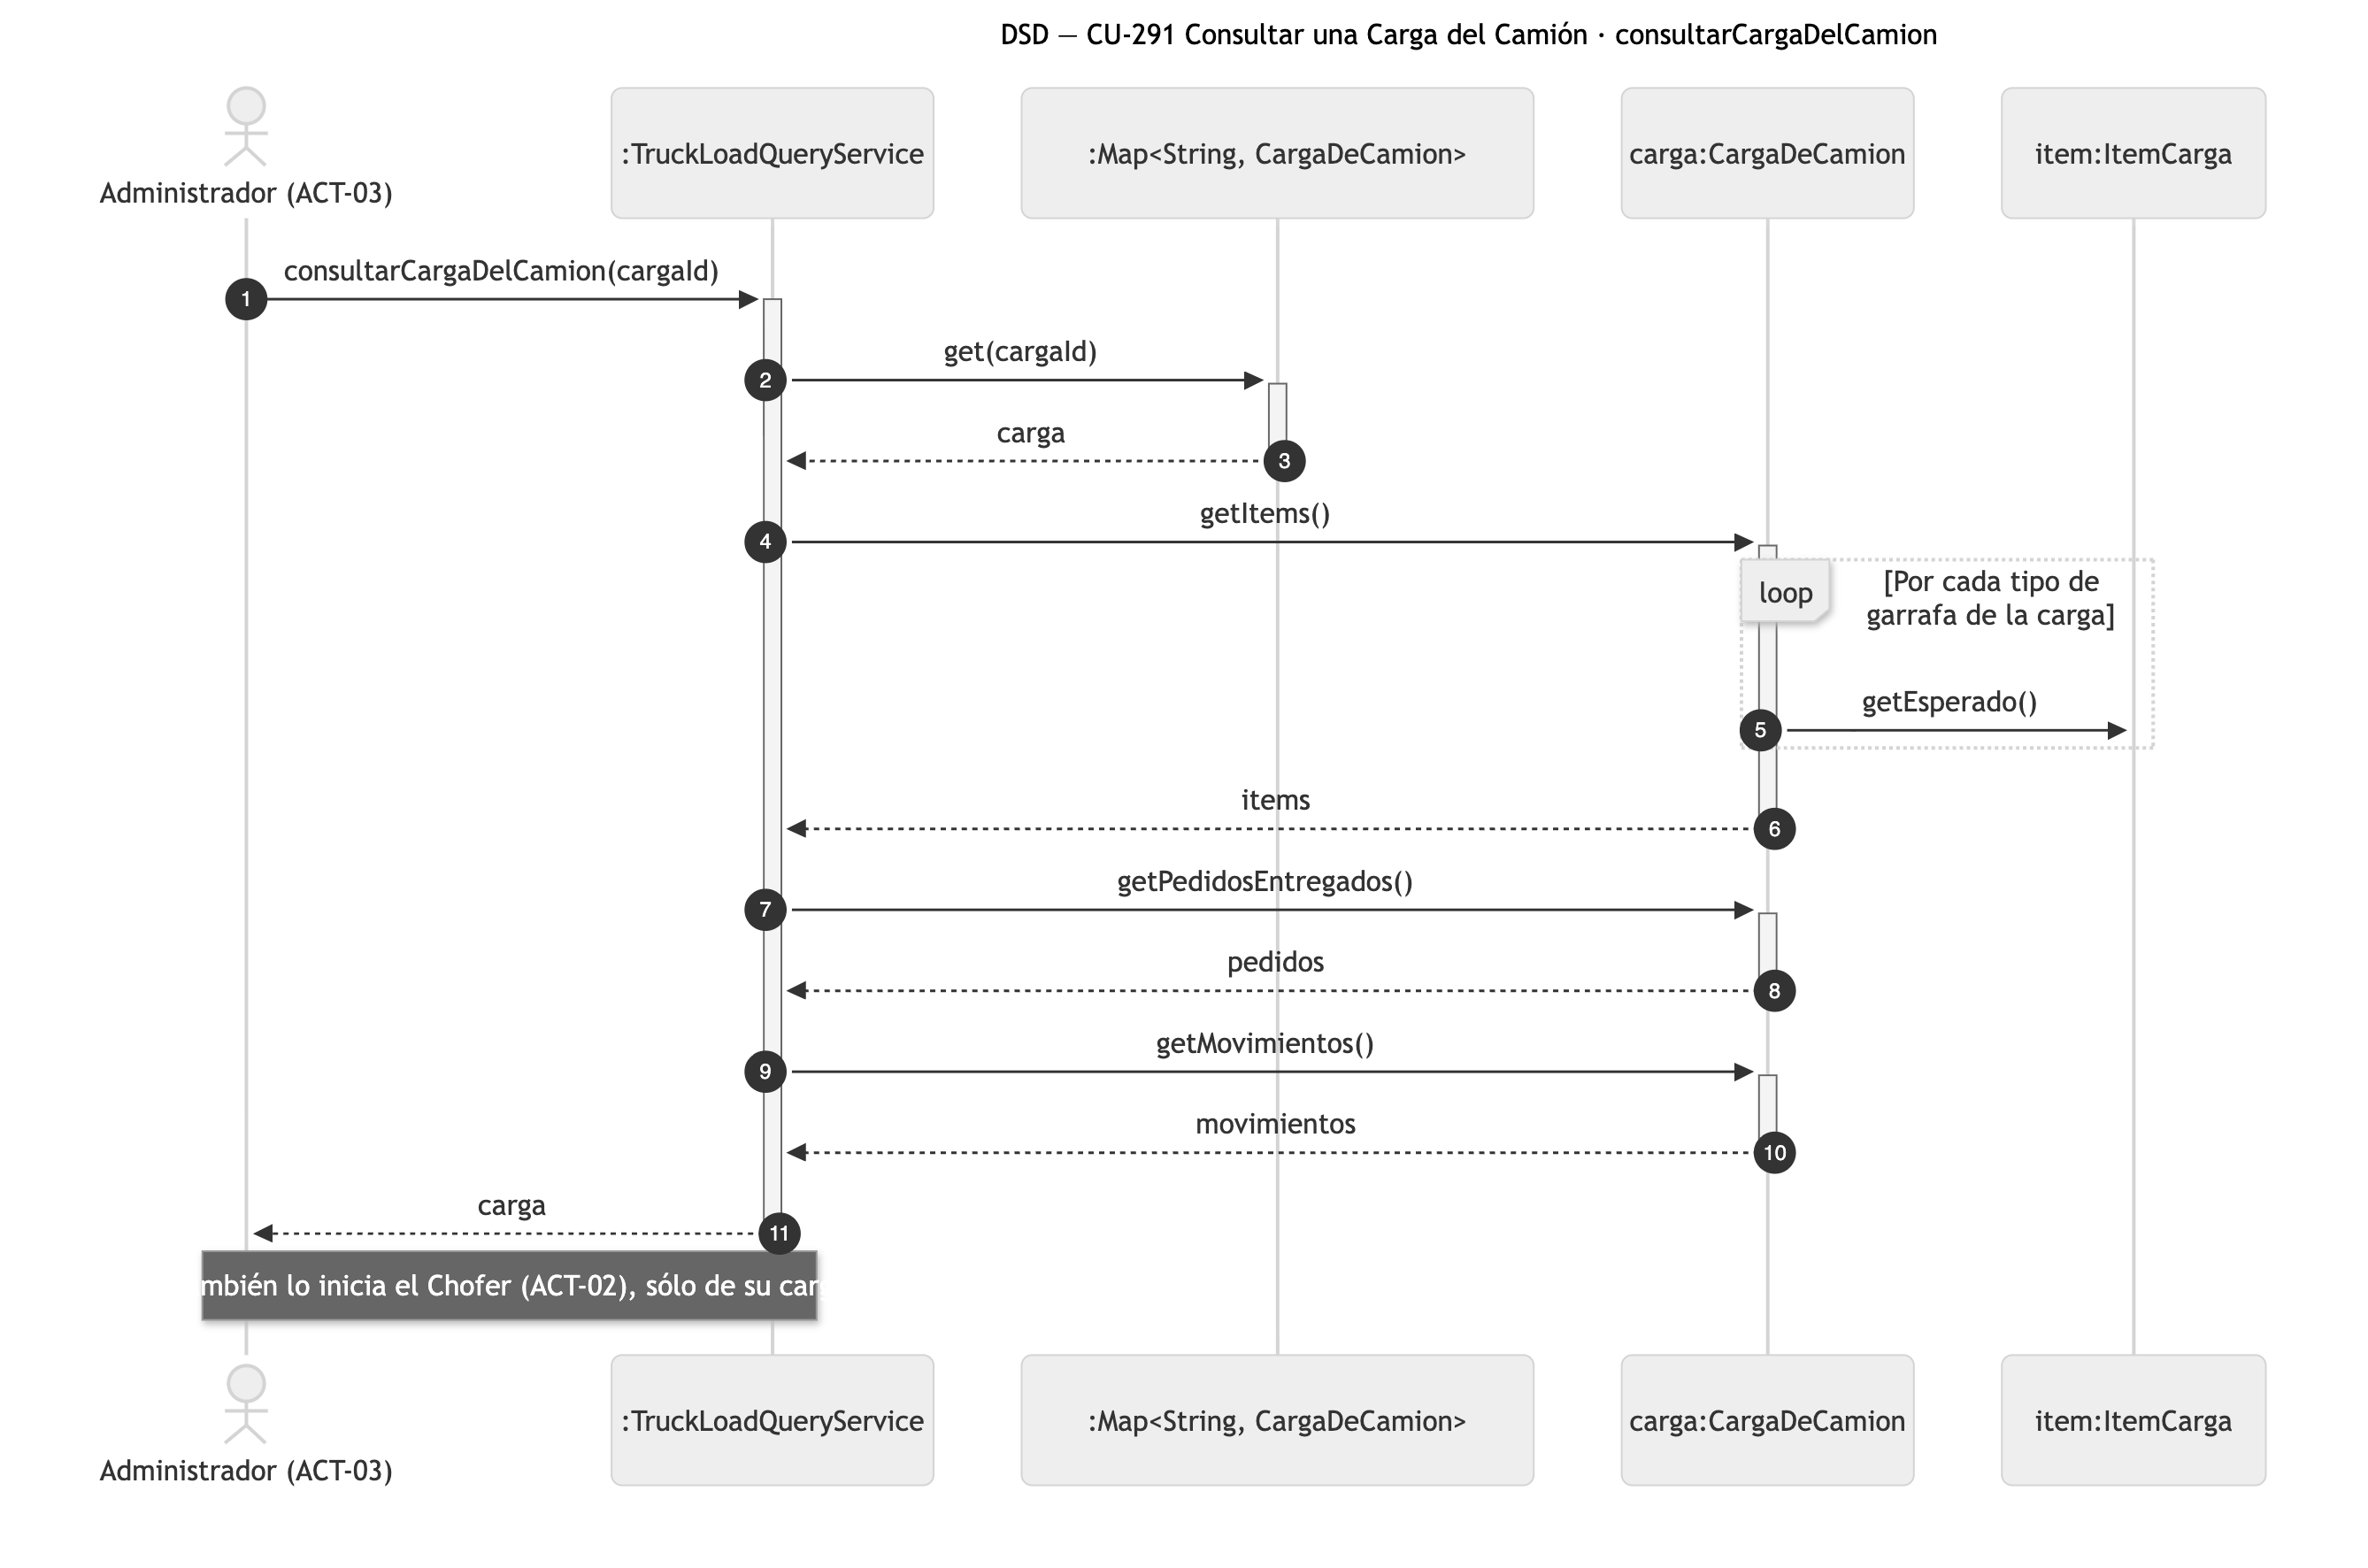 DSD — CU-291 Consultar una Carga del Camión · consultarCargaDelCamion
Administrador (ACT-03)
:TruckLoadQueryService
:Map<String, CargaDeCamion>
carga:CargaDeCamion
item:ItemCarga
1
consultarCargaDelCamion(cargaId)
2
get(cargaId)
carga
3
4
getItems()
loop
[Por cada tipo de
garrafa de la carga]
5
getEsperado()
items
6
7
getPedidosEntregados()
pedidos
8
9
getMovimientos()
movimientos
10
carga
11
mbién lo inicia el Chofer (ACT-02), sólo de su car
Administrador (ACT-03)
:TruckLoadQueryService
:Map<String, CargaDeCamion>
carga:CargaDeCamion
item:ItemCarga